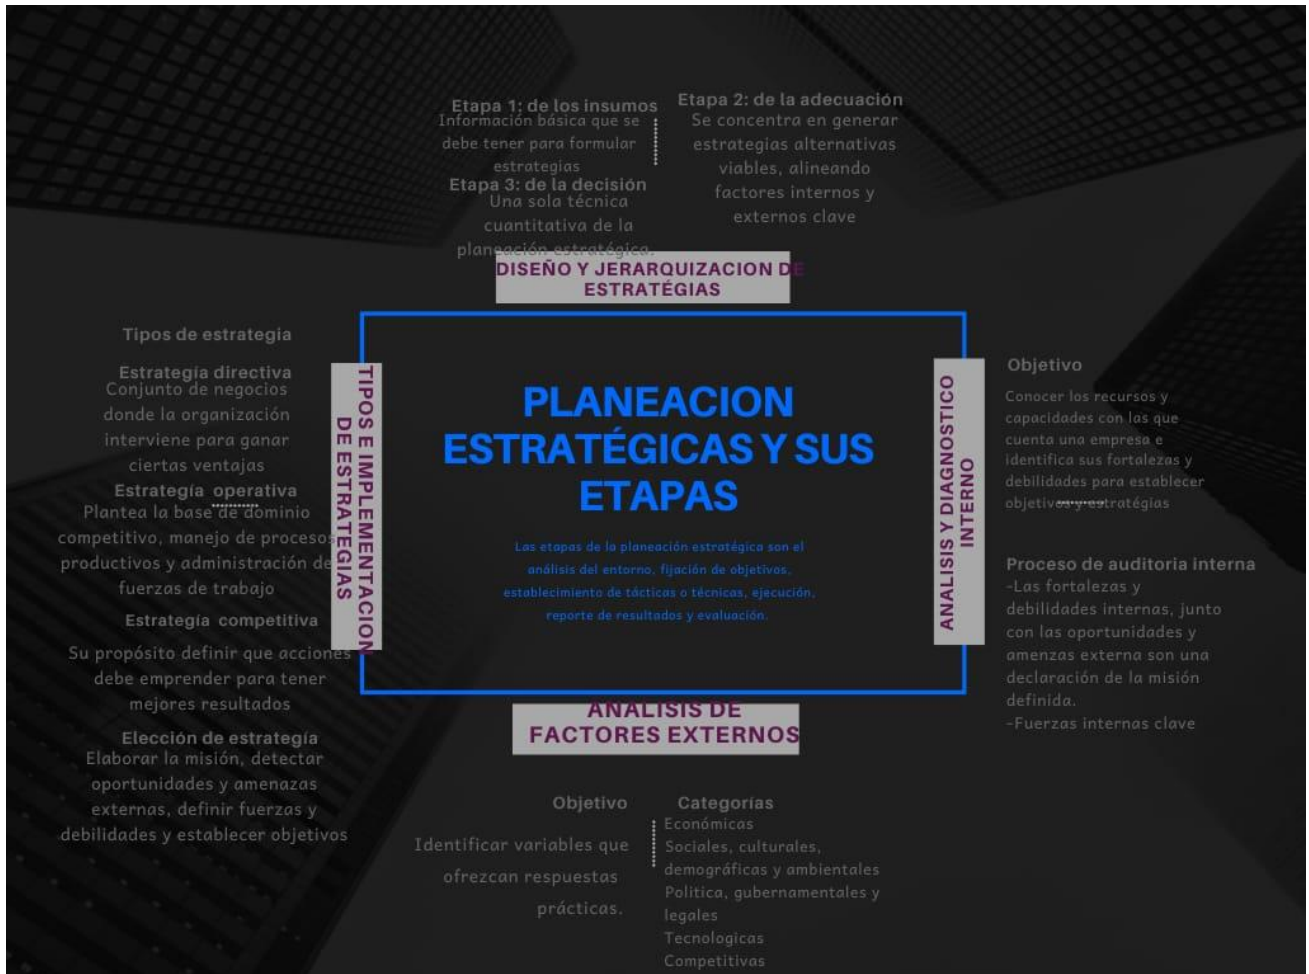 Etapa 1: de los insumos
Información básica que se
debe tener para formular
estrategias
Etapa 2: de la adecuación
Se concentra en generar
estrategias alternativas
viables, alineando
factores internos y
externos clave
Etapa 3: de la decisión
Una sola técnica
cuantitativa de la
planeación estratégica.
DISEÑO Y JERARQUIZACION DE
ESTRATÉGIAS
Tipos de estrategia
Estrategía directiva
Conjunto de negocios
donde la organización
interviene para ganar
ciertas ventajas
Estrategía operativa
Plantea la base de dominio
competitivo, manejo de procesos
productivos y administración de
fuerzas de trabajo
Estrategía competitiva
Su propósito definir que acciones
debe emprender para tener
mejores resultados
Elección de estrategía
Elaborar la misión, detectar
oportunidades y amenazas
externas, definir fuerzas y
debilidades y establecer objetivos
TIPOS E IMPLEMENTACION
DE ESTRATEGIAS
PLANEACION
ESTRATÉGICAS Y SUS
ETAPAS
Las etapas de la planeación estratégica son el
análisis del entorno, fijación de objetivos,
establecimiento de tácticas o técnicas, ejecución,
reporte de resultados y evaluación.
ANALISIS Y DIAGNOSTICO
INTERNO
Objetivo
Conocer los recursos y
capacidades con las que
cuenta una empresa e
identifica sus fortalezas y
debilidades para establecer
objetivos y estratégias
Proceso de auditoria interna
-Las fortalezas y
debilidades internas, junto
con las oportunidades y
amenzas externa son una
declaración de la misión
definida.
-Fuerzas internas clave
ANALISIS DE
FACTORES EXTERNOS
Objetivo
Identificar variables que
ofrezcan respuestas
prácticas.
Categorías
Económicas
Sociales, culturales,
demográficas y ambientales
Politica, gubernamentales y
legales
Tecnologicas
Competitivas